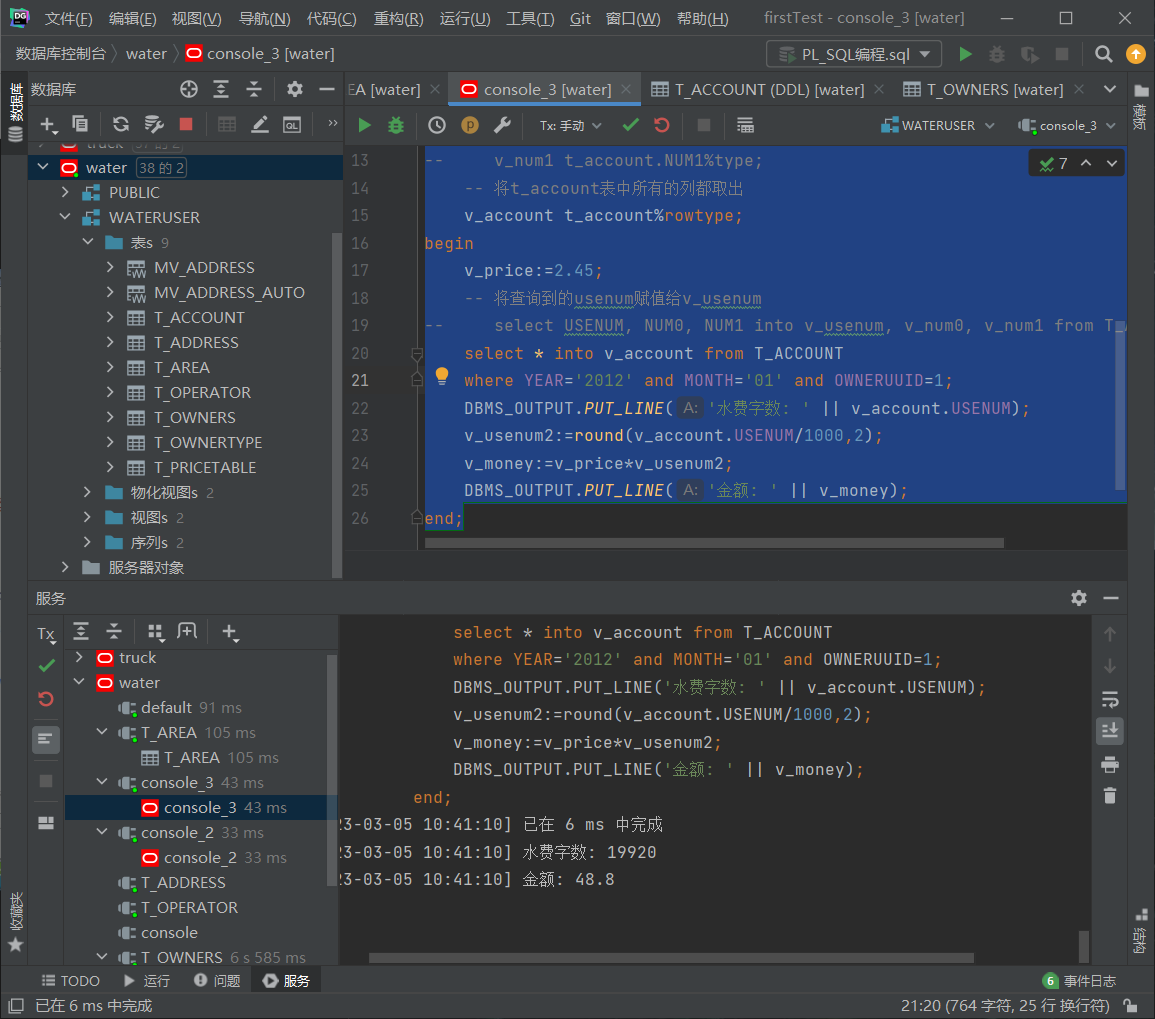 DG 文件(F) 编辑(E) 视图(V) 导航(N) 代码(C) 重构(R) 运行(U) 工具(T) Git 窗口(W) 帮助(H) firstTest - console_3 [water]
数据库控制台 water console_3 [water] PL_SQL编程.sql
数据库
数据库 EA [water] console_3 [water] T_ACCOUNT (DDL) [water] T_OWNERS [water]
QL Tx: 手动 WATERUSER console_3
water 38 的 2
PUBLIC
WATERUSER
表s 9
MV_ADDRESS
MV_ADDRESS_AUTO
T_ACCOUNT
T_ADDRESS
T_AREA
T_OPERATOR
T_OWNERS
T_OWNERTYPE
T_PRICETABLE
物化视图s 2
视图s 2
序列s 2
服务器对象
7
13 -- v_num1 t_account.NUM1%type;
14 -- 将t_account表中所有的列都取出
15 v_account t_account%rowtype;
16 begin
17 v_price:=2.45;
18 -- 将查询到的usenum赋值给v_usenum
19 -- select USENUM, NUM0, NUM1 into v_usenum, v_num0, v_num1 from T_
20 select * into v_account from T_ACCOUNT
21 where YEAR='2012' and MONTH='01' and OWNERUUID=1;
22 DBMS_OUTPUT.PUT_LINE( A: '水费字数: ' || v_account.USENUM);
23 v_usenum2:=round(v_account.USENUM/1000,2);
24 v_money:=v_price*v_usenum2;
25 DBMS_OUTPUT.PUT_LINE( A: '金额: ' || v_money);
26 end;
服务
Tx
truck
water
default 91 ms
T_AREA 105 ms
T_AREA 105 ms
console_3 43 ms
console_3 43 ms
console_2 33 ms
console_2 33 ms
T_ADDRESS
T_OPERATOR
console
T_OWNERS 6 s 585 ms
select * into v_account from T_ACCOUNT
where YEAR='2012' and MONTH='01' and OWNERUUID=1;
DBMS_OUTPUT.PUT_LINE('水费字数: ' || v_account.USENUM);
v_usenum2:=round(v_account.USENUM/1000,2);
v_money:=v_price*v_usenum2;
DBMS_OUTPUT.PUT_LINE('金额: ' || v_money);
end;
23-03-05 10:41:10] 已在 6 ms 中完成
23-03-05 10:41:10] 水费字数: 19920
23-03-05 10:41:10] 金额: 48.8
收藏夹
结构
TODO 运行 问题 服务 6 事件日志
已在 6 ms 中完成 21:20 (764 字符, 25 行 换行符)